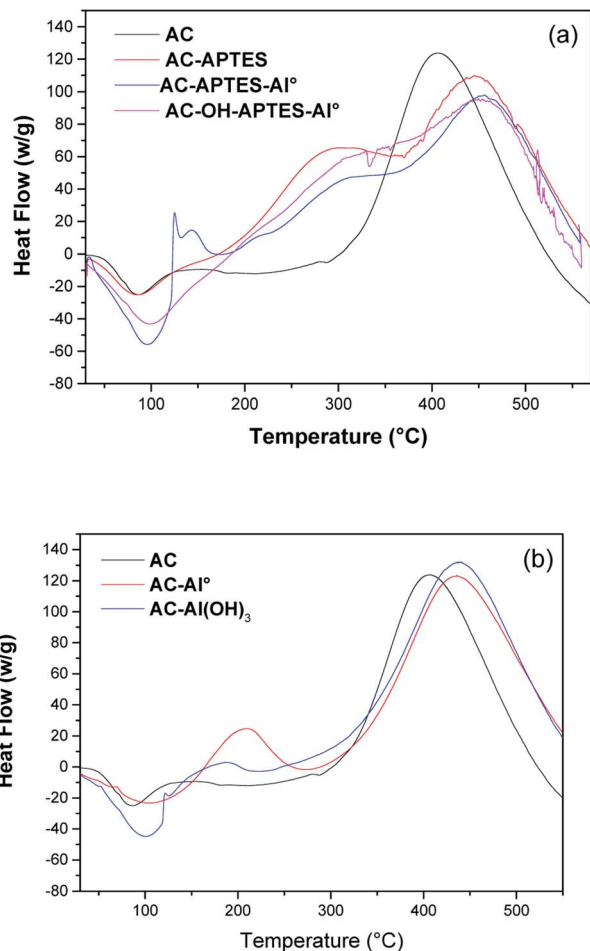 (a)
AC
AC-APTES
AC-APTES-Al°
AC-OH-APTES-Al°
140
120
100
80
60
40
20
0
-20
-40
-60
-80
Heat Flow (w/g)
100
200
300
400
500
Temperature (°C)
(b)
AC
AC-Al°
AC-Al(OH)3
140
120
100
80
60
40
20
0
-20
-40
-60
-80
Heat Flow (w/g)
100
200
300
400
500
Temperature (°C)